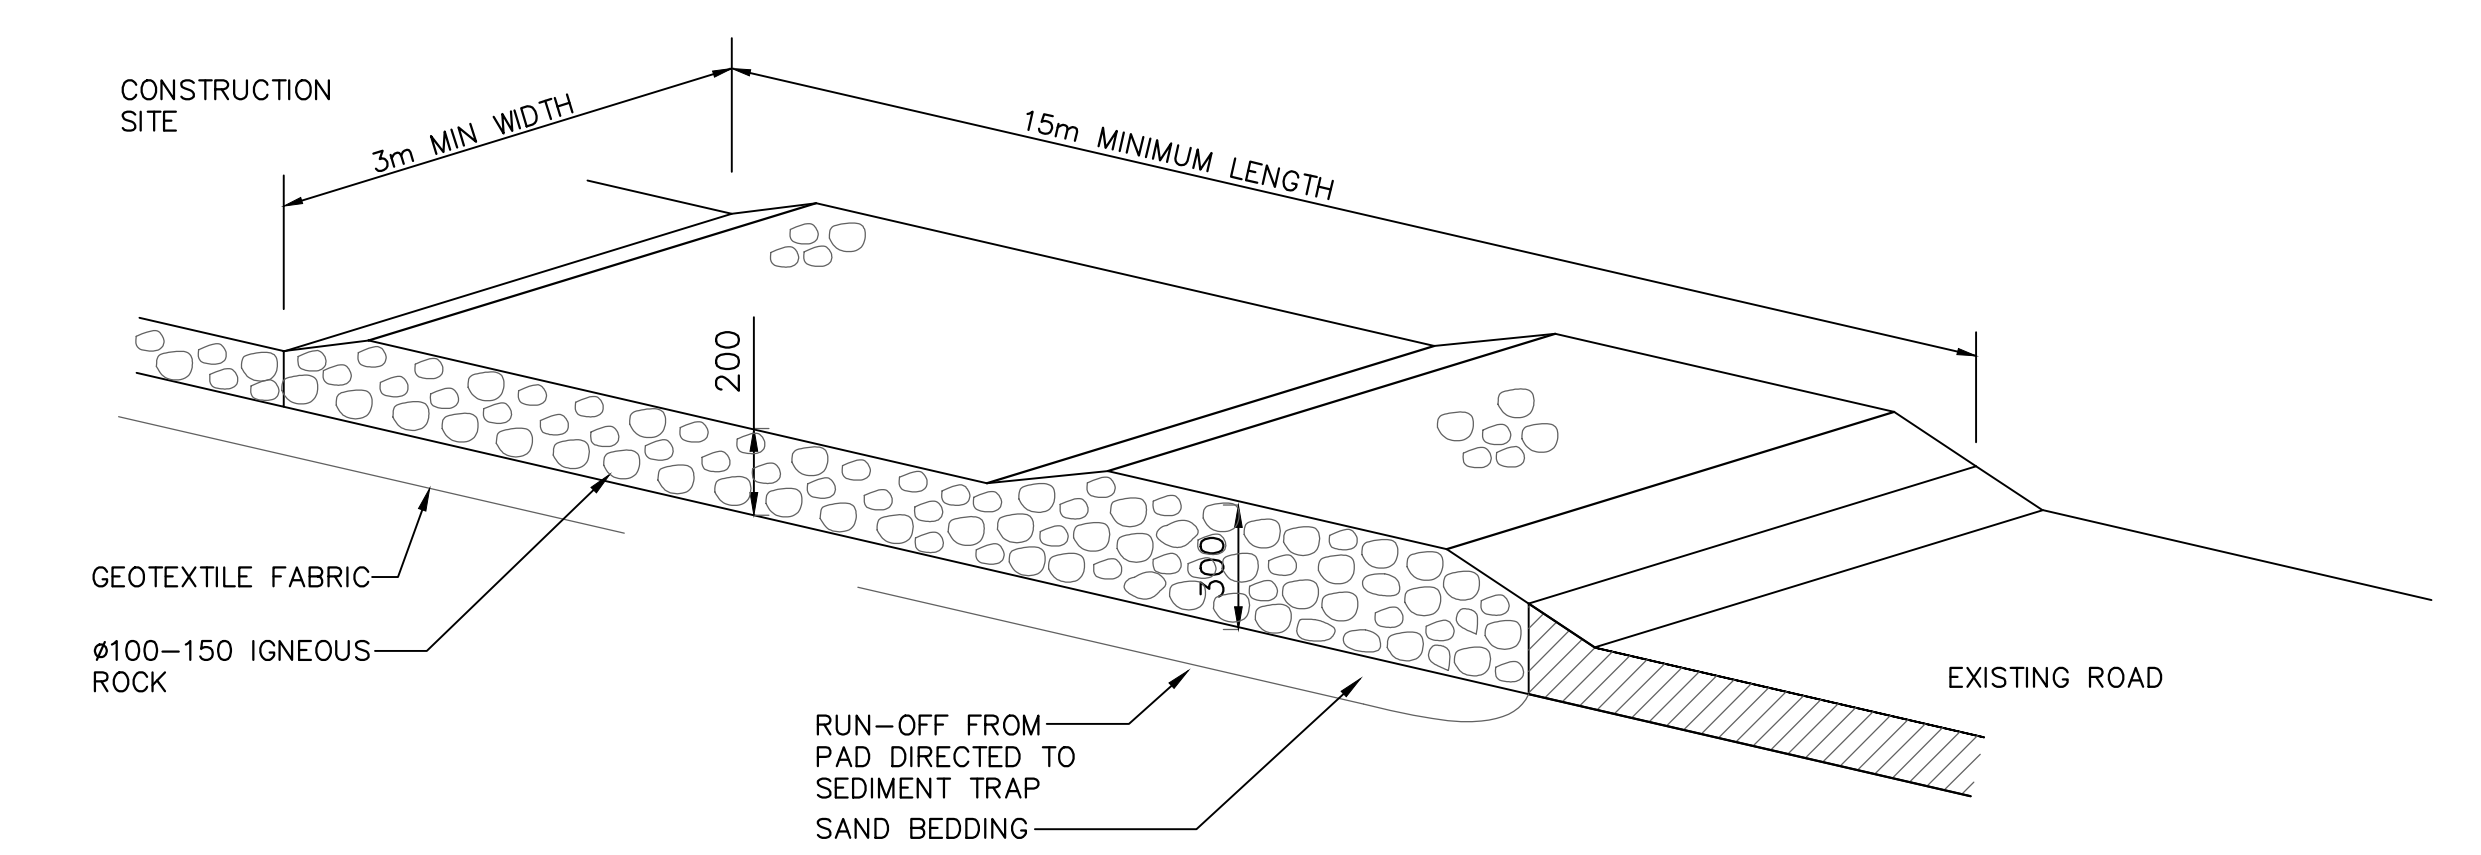 CONSTRUCTION
SITE
3m MIN WIDTH
15m MINIMUM LENGTH
200
300
GEOTEXTILE FABRIC
ø100-150 IGNEOUS
ROCK
RUN-OFF FROM
PAD DIRECTED TO
SEDIMENT TRAP
SAND BEDDING
EXISTING ROAD